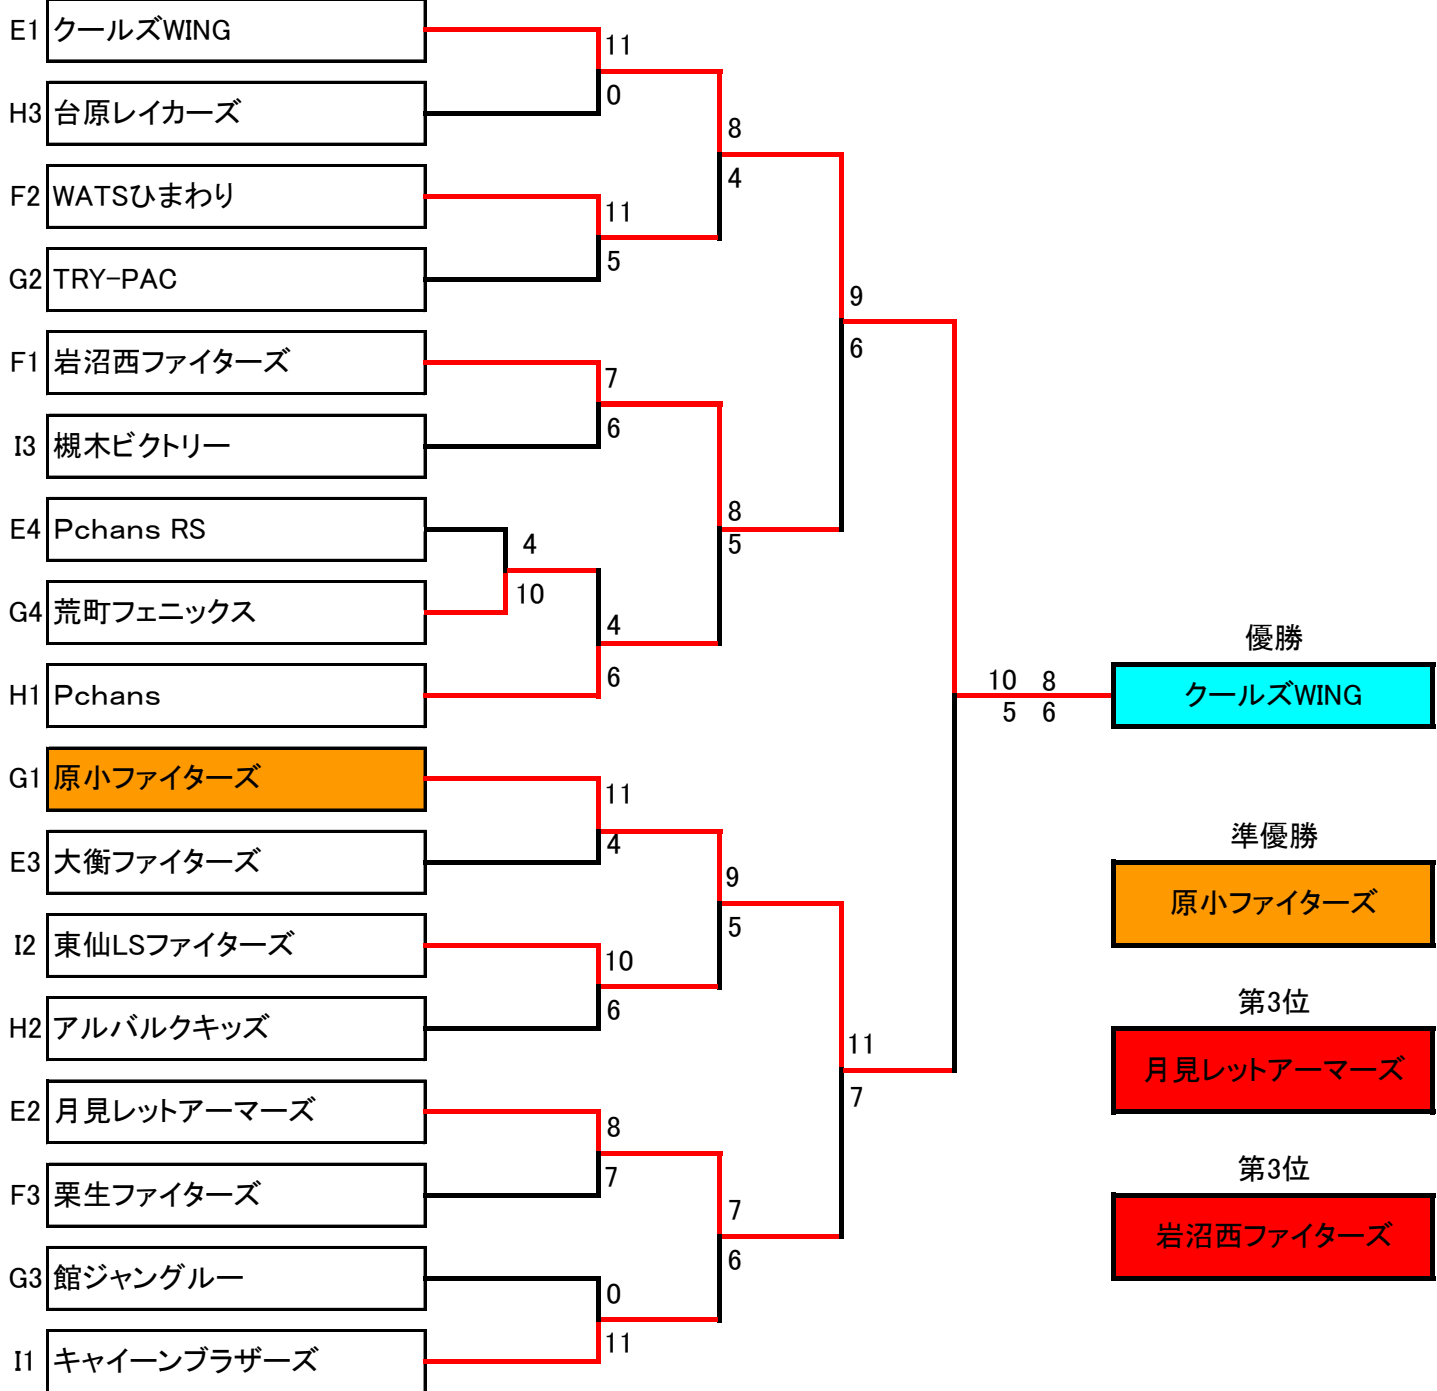 E1 クールズWING
11
0
H3 台原レイカーズ
8
4
F2 WATSひまわり
11
5
G2 TRY-PAC
9
6
F1 岩沼西ファイターズ
7
6
I3 槻木ビクトリー
8
5
E4 Pchans RS
4
10
G4 荒町フェニックス
4
6
H1 Pchans
10 8
5 6
優勝
クールズWING
G1 原小ファイターズ
11
4
E3 大衡ファイターズ
9
5
I2 東仙LSファイターズ
10
6
H2 アルバルクキッズ
11
7
E2 月見レットアーマーズ
8
7
F3 栗生ファイターズ
7
6
G3 館ジャングルー
0
11
I1 キャイーンブラザーズ
準優勝
原小ファイターズ
第3位
月見レットアーマーズ
第3位
岩沼西ファイターズ